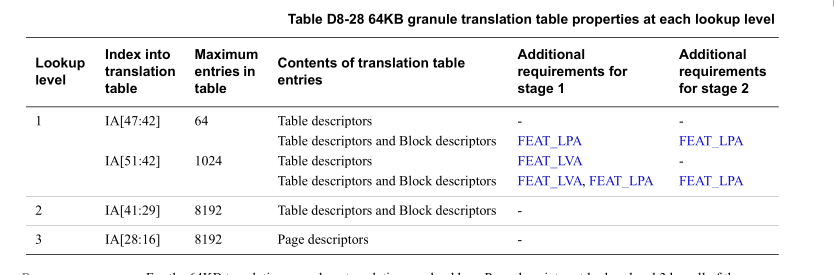 Table D8-28 64KB granule translation table properties at each lookup level
Lookup level Index into translation table Maximum entries in table Contents of translation table entries Additional requirements for stage 1 Additional requirements for stage 2
1 IA[47:42] 64 Table descriptors - -
Table descriptors and Block descriptors FEAT_LPA FEAT_LPA
IA[51:42] 1024 Table descriptors FEAT_LVA -
Table descriptors and Block descriptors FEAT_LVA, FEAT_LPA FEAT_LPA
2 IA[41:29] 8192 Table descriptors and Block descriptors -
3 IA[28:16] 8192 Page descriptors -